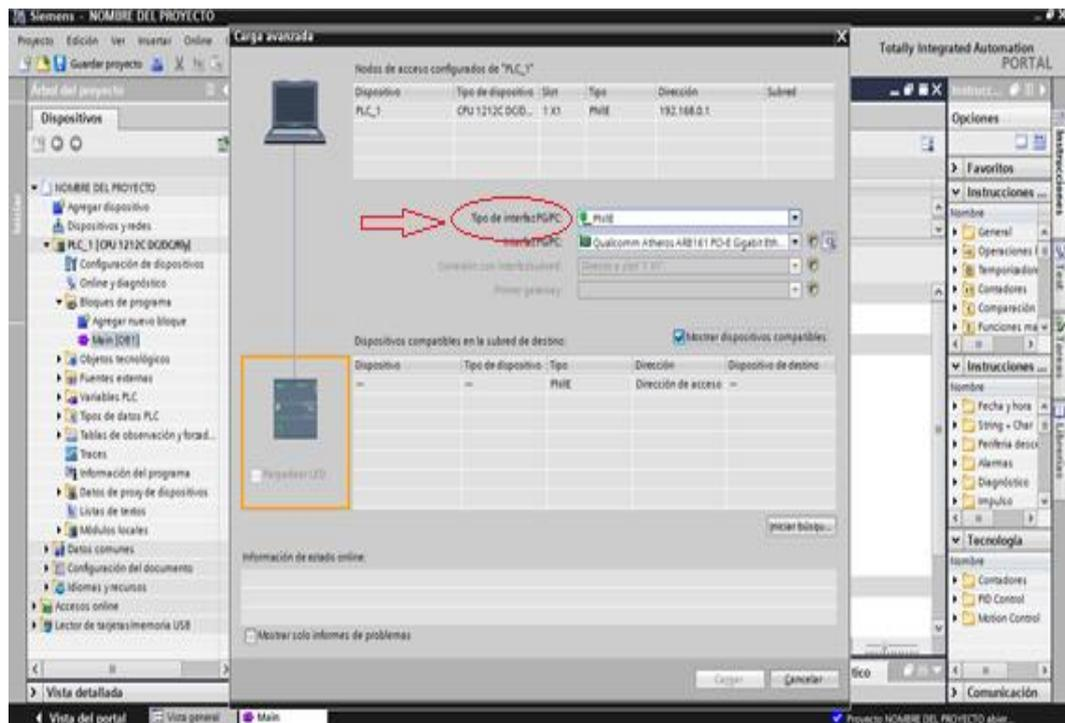 Siemens - NOMBRE DEL PROYECTO
Proyecto Edición Ver Insertar Online
Guardar proyecto
Totally Integrated Automation
PORTAL
Árbol del proyecto
Dispositivos
NOMBRE DEL PROYECTO
Agregar dispositivo
Dispositivos y redes
PLC_1 [CPU 1212C DC/DC/Rly]
Configuración de dispositivos
Online y diagnóstico
Bloques de programa
Agregar nuevo bloque
Main [OB1]
Objetos tecnológicos
Fuentes externas
Variables PLC
Tipos de datos PLC
Tablas de observación y forzad...
Traces
Información del programa
Datos de proxy de dispositivos
Listas de textos
Módulos locales
Datos comunes
Configuración del documento
Idiomas y recursos
Accesos online
Lector de tarjetas/memoria USB
Vista detallada
Carga avanzada
Nodos de acceso configurados de "PLC_1"
Dispositivo Tipo de dispositivo Slot Tipo Dirección Subred
PLC_1 CPU 1212C DC/D... 1 X1 PN/IE 192.168.0.1
Tipo de interfaz PG/PC: PN/IE
Interfaz PG/PC: Qualcomm Atheros AR8161 PCI-E Gigabit Eth...
Conexión con interfaz/subred:
Primer gateway:
Dispositivos compatibles en la subred de destino:
Mostrar dispositivos compatibles
Dispositivo Tipo de dispositivo Tipo Dirección Dispositivo de destino
-- -- PN/IE Dirección de acceso --
Parpadear LED
Iniciar búsqu...
Información de estado online:
Mostrar solo informes de problemas
Cargar Cancelar
Opciones
Favoritos
Instrucciones ...
Nombre
General
Operaciones
Temporizadore
Contadores
Comparación
Funciones ma
Instrucciones ...
Nombre
Fecha y hora
String + Char
Periferia desce
Alarmas
Diagnóstico
Impulso
Tecnología
Nombre
Contadores
PID Control
Motion Control
Comunicación
Instrucciones
Test
Tareas
Librerías
Vista del portal Vista general Main
Proyecto NOMBRE DEL PROYECTO